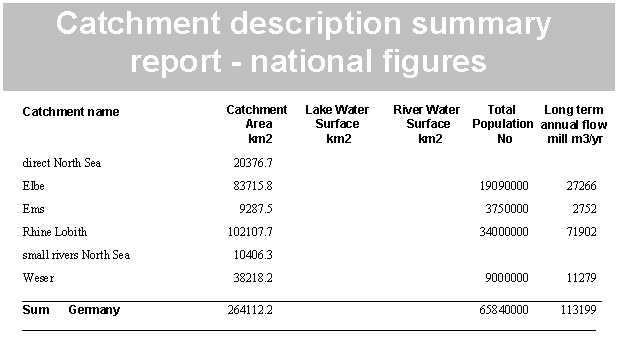 Catchment description summary
report - national figures
Catchment name Catchment Lake Water River Water Total Long term
Area Surface Surface Population annual flow
km2 km2 km2 No mill m3/yr
direct North Sea 20376.7
Elbe 83715.8 19090000 27266
Ems 9287.5 3750000 2752
Rhine Lobith 102107.7 34000000 71902
small rivers North Sea 10406.3
Weser 38218.2 9000000 11279
Sum Germany 264112.2 65840000 113199